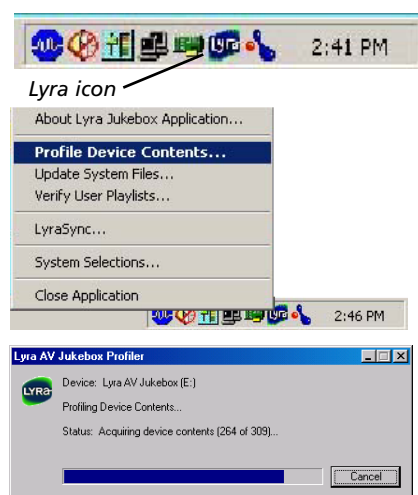 Lyra 2:41 PM
Lyra icon
About Lyra Jukebox Application...
Profile Device Contents...
Update System Files...
Verify User Playlists...
LyraSync...
System Selections...
Close Application
2:46 PM
Lyra AV Jukebox Profiler
LYRA Device: Lyra AV Jukebox (E:)
Profiling Device Contents...
Status: Acquiring device contents (264 of 309)...
Cancel